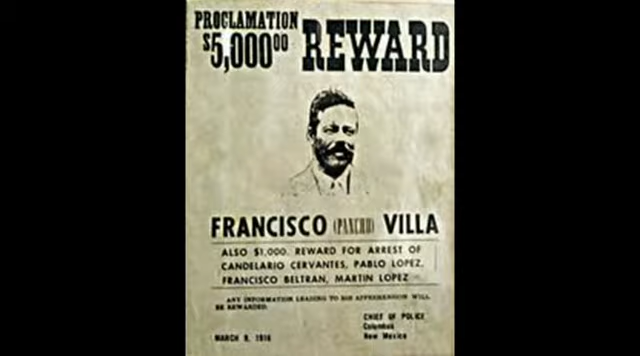 PROCLAMATION
$5,000.00 REWARD
FRANCISCO (PANCHO) VILLA
ALSO $1,000. REWARD FOR ARREST OF
CANDELARIO CERVANTES, PABLO LOPEZ,
FRANCISCO BELTRAN, MARTIN LOPEZ
ANY INFORMATION LEADING TO HIS APPREHENSION WILL
BE REWARDED.
CHIEF OF POLICE
Columbus
New Mexico
MARCH 9, 1916